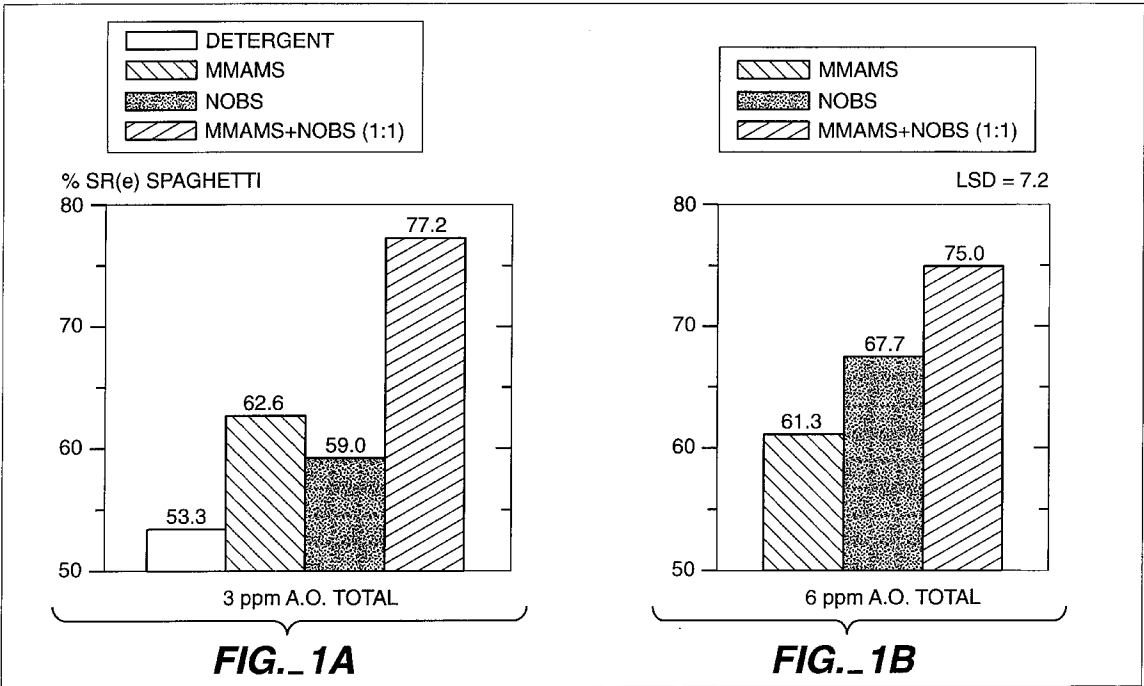 DETERGENT
MMAMS
NOBS
MMAMS+NOBS (1:1)
% SR(e) SPAGHETTI
80
70
60
50
53.3
62.6
59.0
77.2
3 ppm A.O. TOTAL
FIG._1A
MMAMS
NOBS
MMAMS+NOBS (1:1)
LSD = 7.2
80
70
60
50
61.3
67.7
75.0
6 ppm A.O. TOTAL
FIG._1B